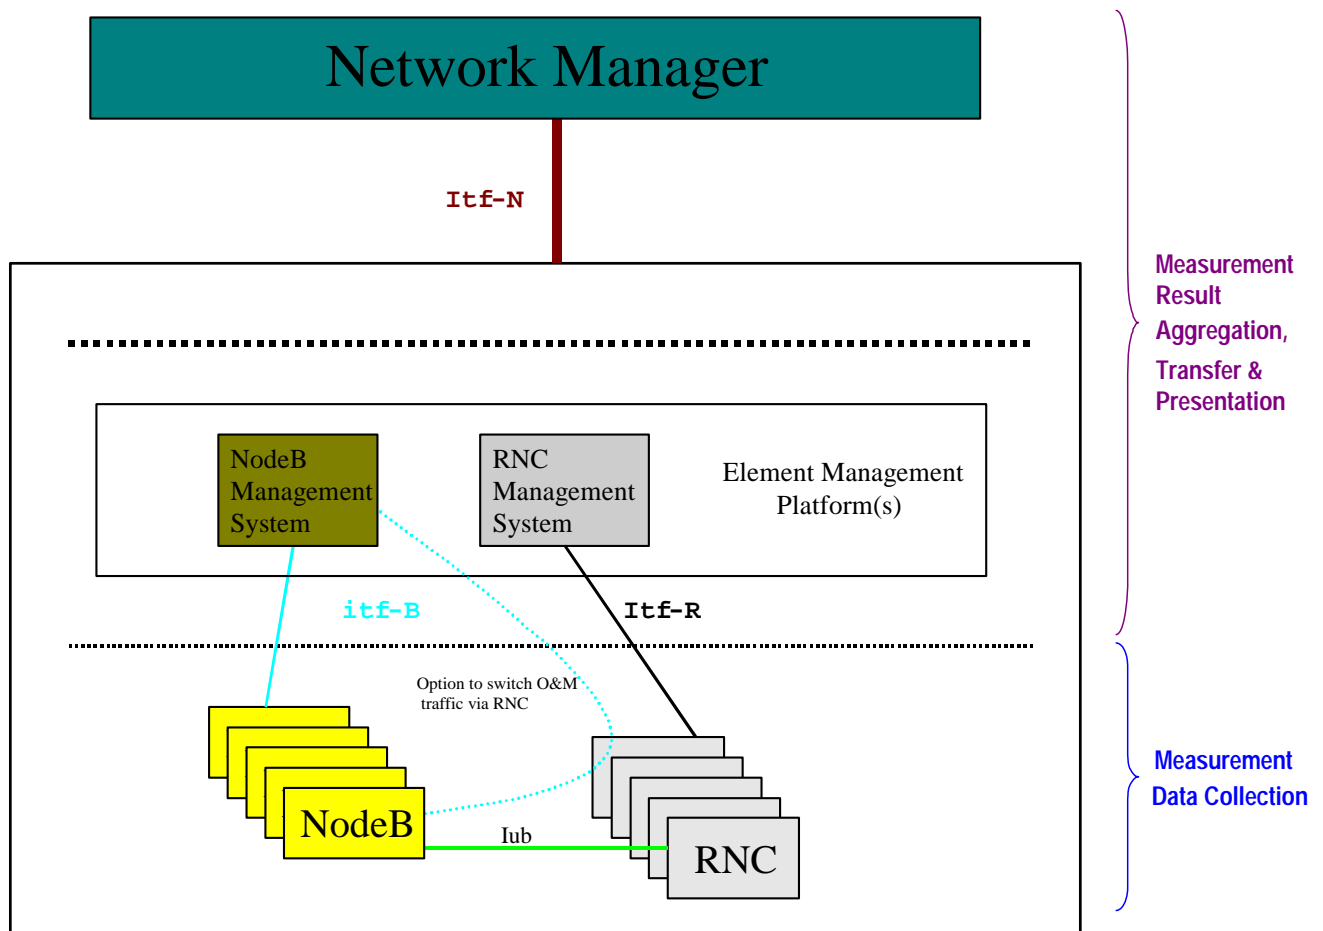 Network Manager
Itf-N
Measurement
Result
Aggregation,
Transfer &
Presentation
NodeB
Management
System
RNC
Management
System
Element Management
Platform(s)
itf-B
Itf-R
Option to switch O&M
traffic via RNC
Measurement
Data Collection
NodeB
Iub
RNC